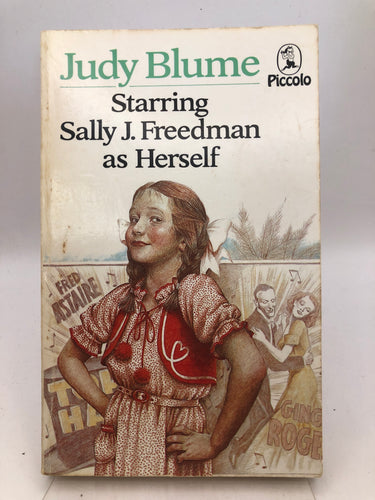 Judy Blume
Piccolo
Starring
Sally J. Freedman
as Herself
FRED
ASTAIRE
GING
ROGE